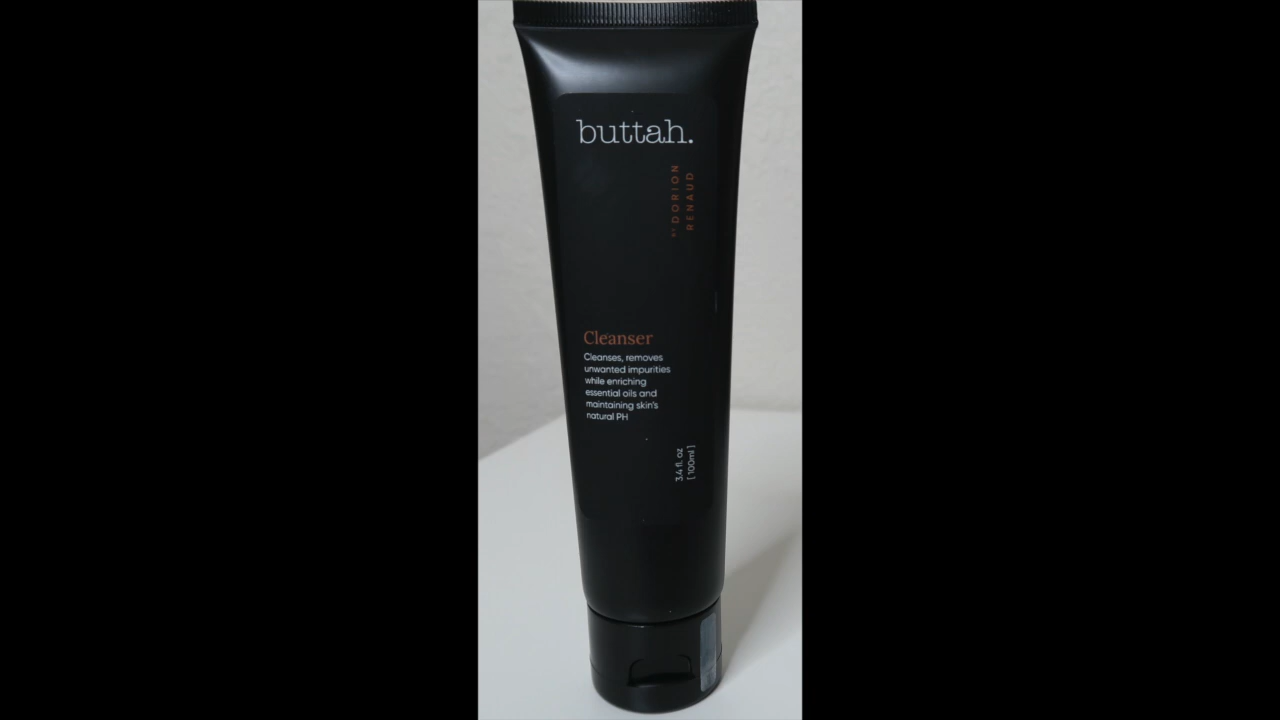 buttah.
BY DORION
RENAUD
Cleanser
Cleanses, removes
unwanted impurities
while enriching
essential oils and
maintaining skin's
natural PH
3.4 fl. oz
[ 100ml ]